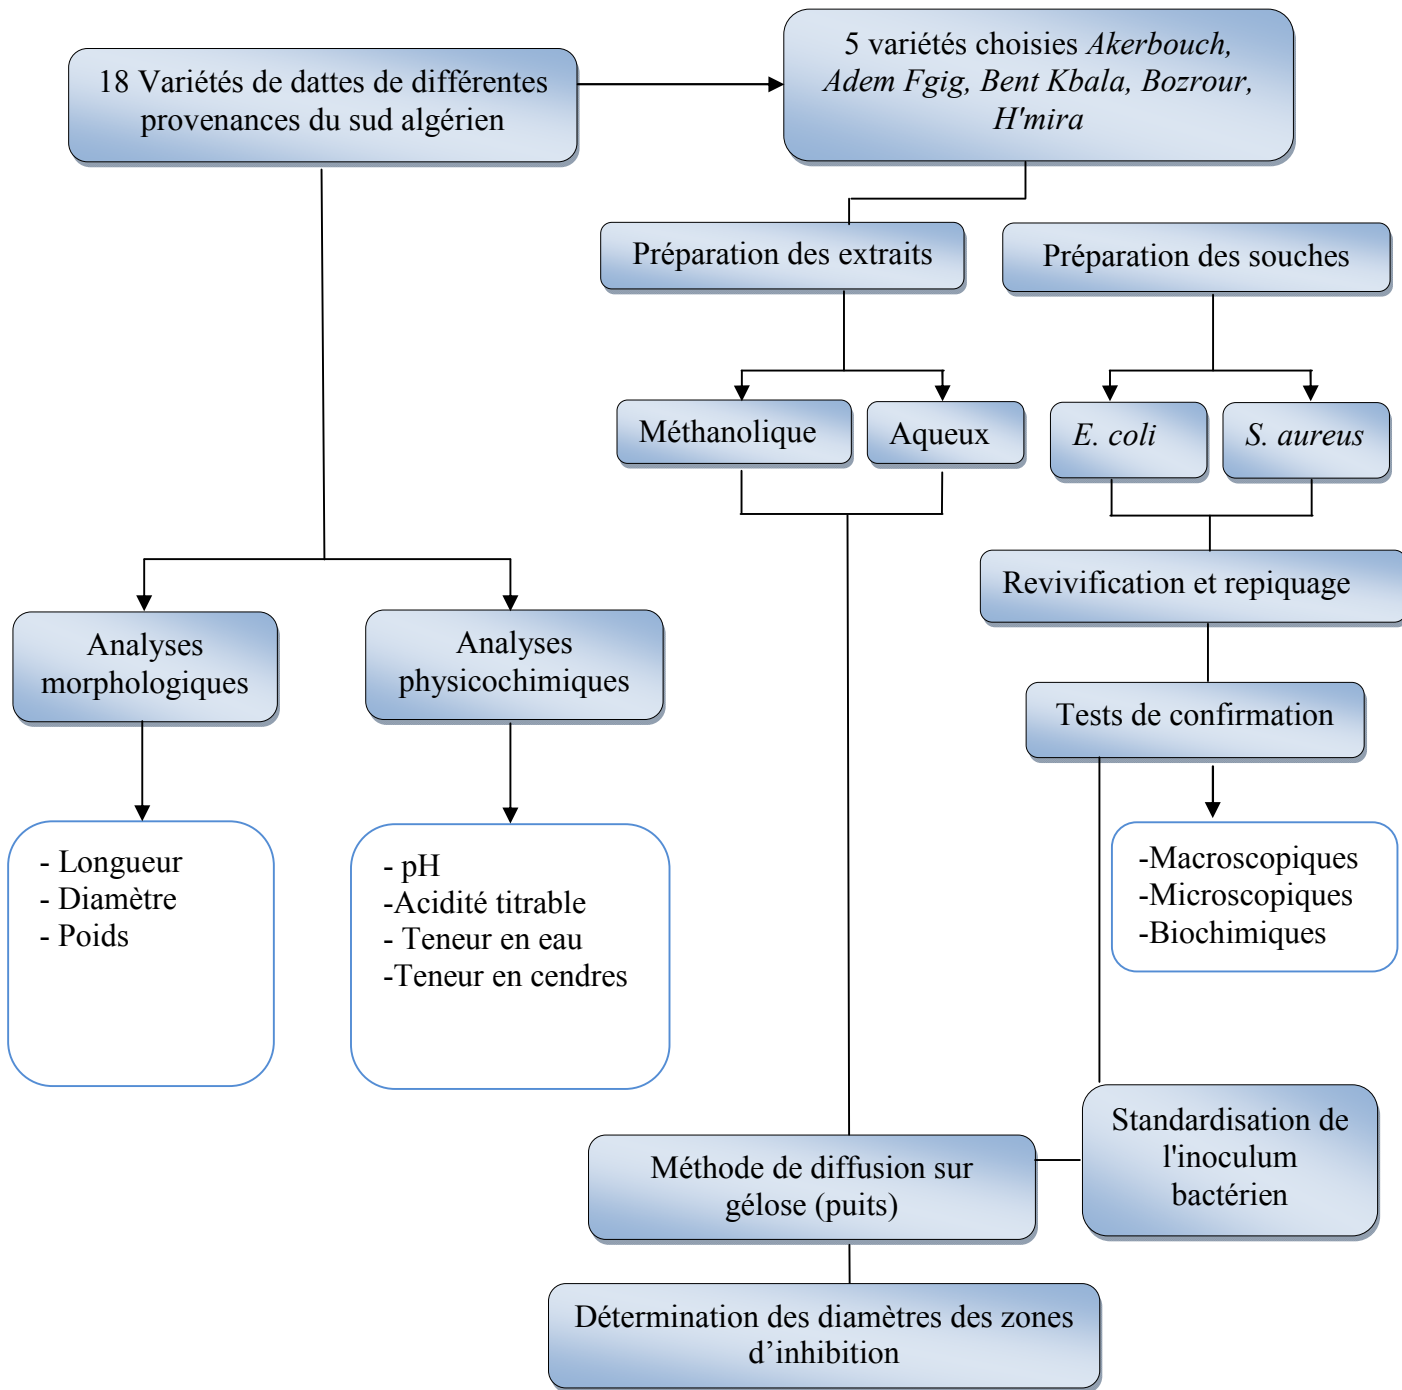 18 Variétés de dattes de différentes
provenances du sud algérien
5 variétés choisies Akerbouch,
Adem Fgig, Bent Kbala, Bozrour,
H'mira
Préparation des extraits
Préparation des souches
Méthanolique
Aqueux
E. coli
S. aureus
Revivification et repiquage
Analyses
morphologiques
Analyses
physicochimiques
Tests de confirmation
- Longueur
- Diamètre
- Poids
- pH
-Acidité titrable
- Teneur en eau
-Teneur en cendres
-Macroscopiques
-Microscopiques
-Biochimiques
Standardisation de
l'inoculum
bactérien
Méthode de diffusion sur
gélose (puits)
Détermination des diamètres des zones
d’inhibition